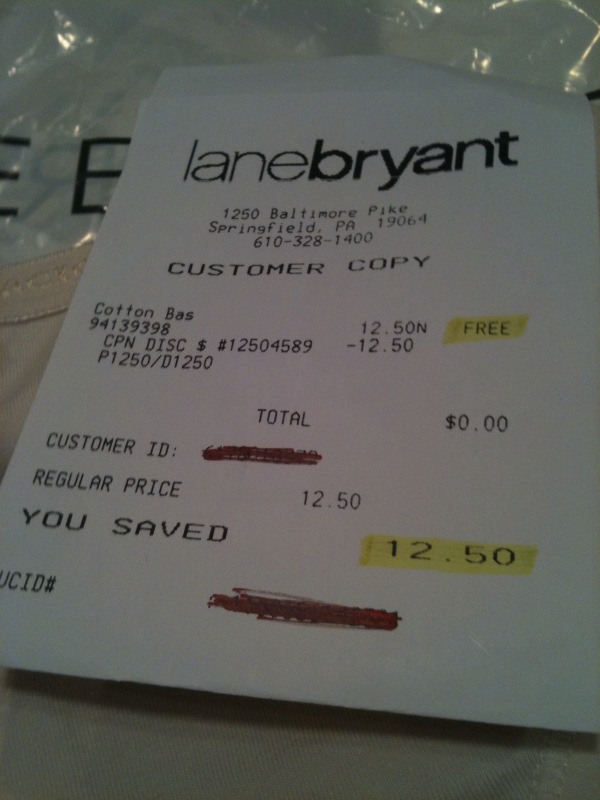 E E
lanebryant
1250 Baltimore Pike
Springfield, PA 19064
610-328-1400
CUSTOMER COPY
Cotton Bas
94139398 12.50N FREE
CPN DISC $ #12504589 -12.50
P1250/D1250
TOTAL $0.00
CUSTOMER ID:
REGULAR PRICE 12.50
YOU SAVED 12.50
UCID#